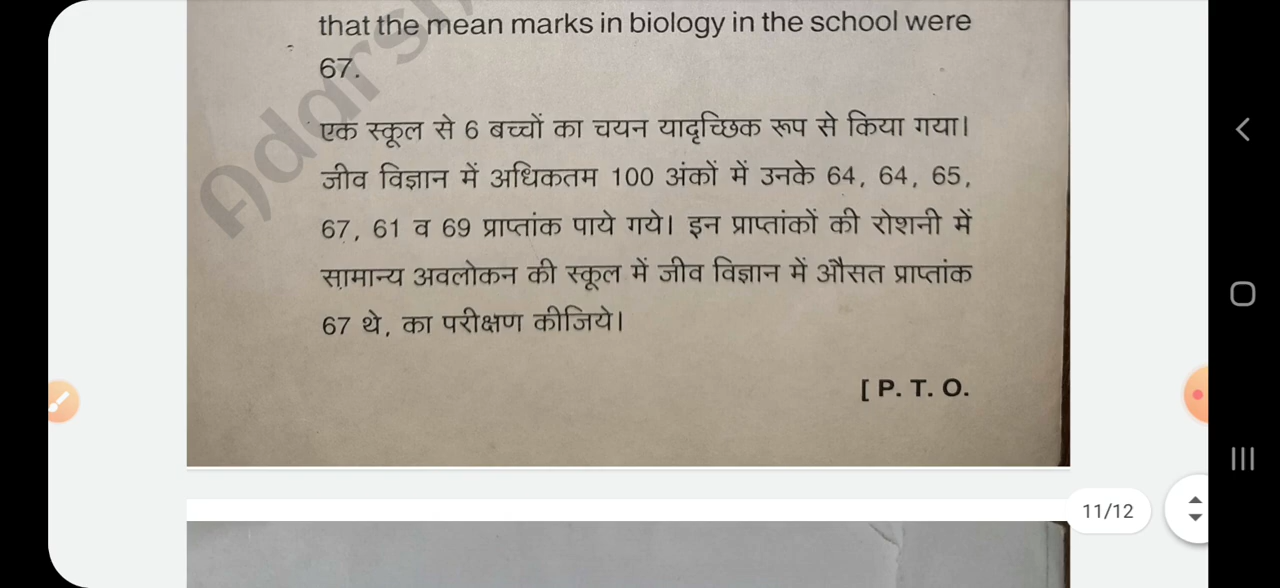 that the mean marks in biology in the school were
67.
एक स्कूल से 6 बच्चों का चयन यादृच्छिक रूप से किया गया।
जीव विज्ञान में अधिकतम 100 अंकों में उनके 64, 64, 65,
67, 61 व 69 प्राप्तांक पाये गये। इन प्राप्तांकों की रोशनी में
सामान्य अवलोकन की स्कूल में जीव विज्ञान में औसत प्राप्तांक
67 थे, का परीक्षण कीजिये।
[ P. T. O.
11/12